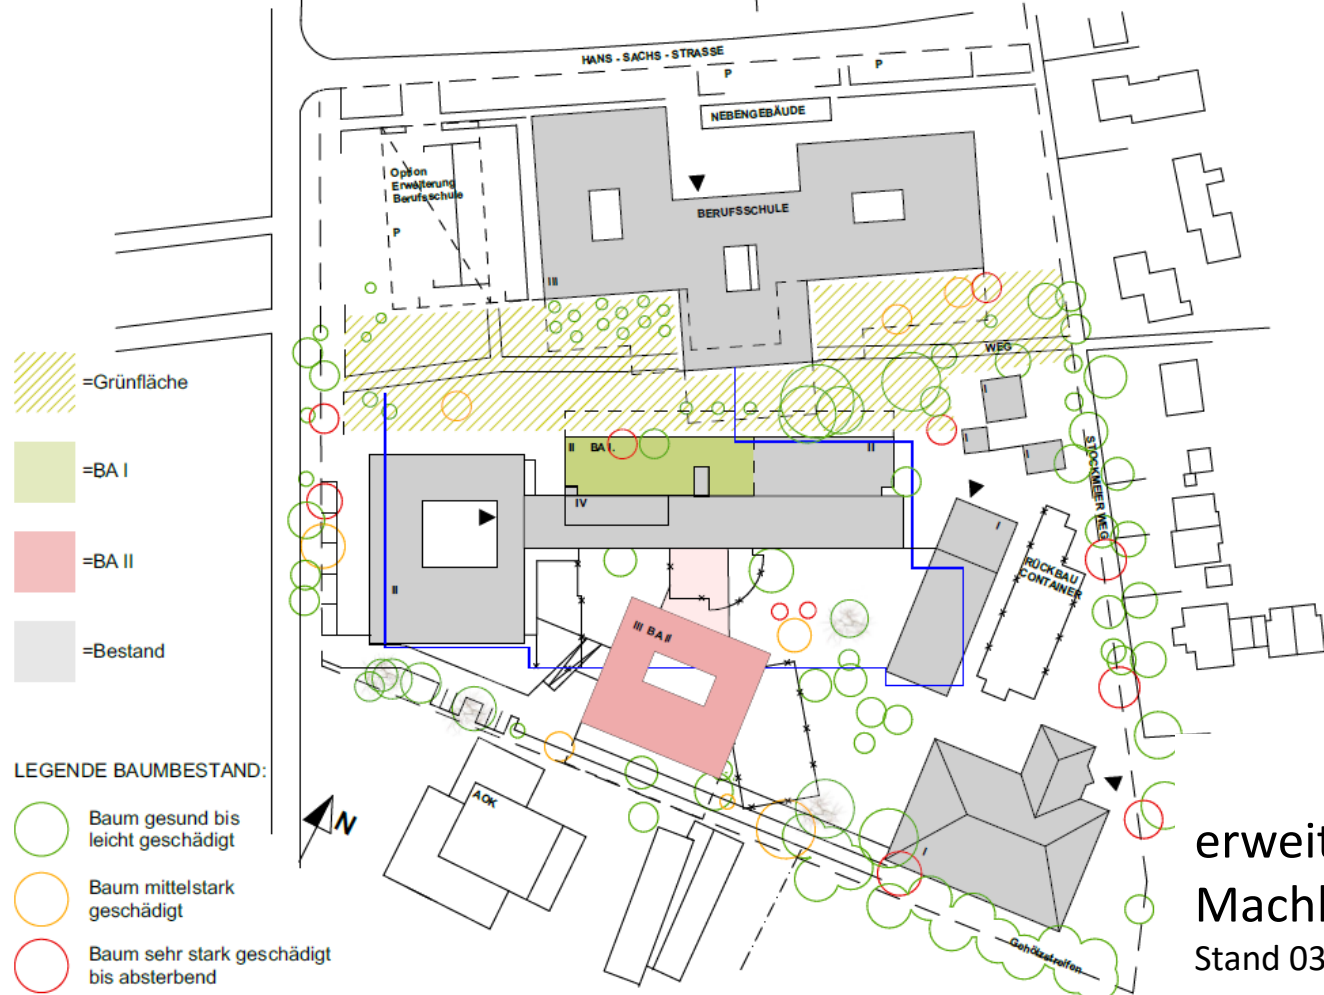 HANS - SACHS - STRASSE
P
P
NEBENGEBÄUDE
Option
Erweiterung
Berufsschule
P
BERUFSSCHULE
III
WEG
=Grünfläche
I
I
I
II
BA I.
II
STOCKMEIER WEG
=BA I
IV
I
RÜCKBAU
CONTAINER
=BA II
II
III BA II
=Bestand
LEGENDE BAUMBESTAND:
AOK
N
Baum gesund bis
leicht geschädigt
I
Baum mittelstark
geschädigt
Baum sehr stark geschädigt
bis absterbend
Gehölzstreifen
erweit
Mach
Stand 03